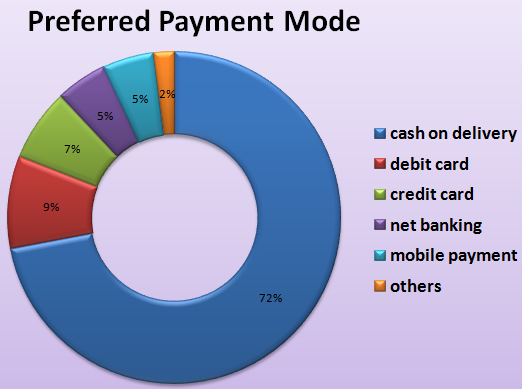 Preferred Payment Mode
2%
5%
5%
7%
9%
72%
cash on delivery
debit card
credit card
net banking
mobile payment
others